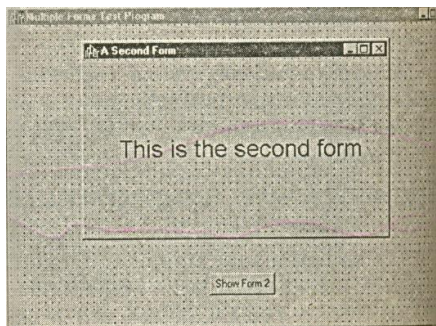 Multiple Forms Test Program
A Second Form
This is the second form
Show Form 2